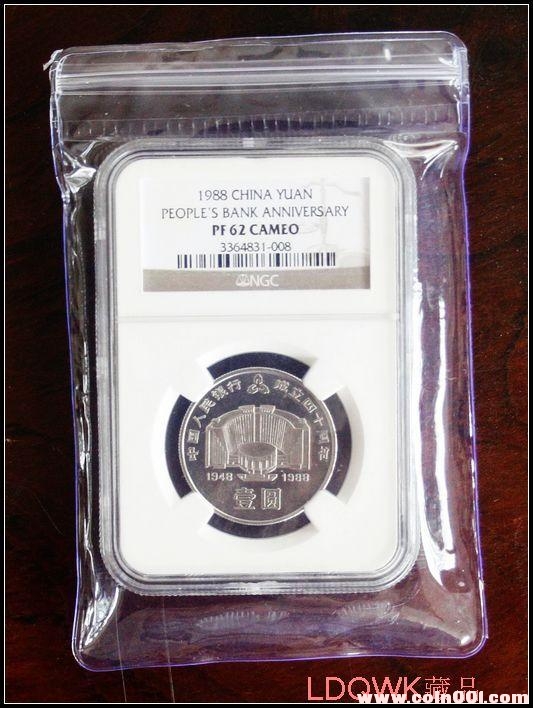 1988 CHINA YUAN
PEOPLE'S BANK ANNIVERSARY
PF 62 CAMEO
3364831-008
NGC
中国人民银行 成立四十周年
1948 1988
壹圆
LDOWK藏品
www.coin001.com